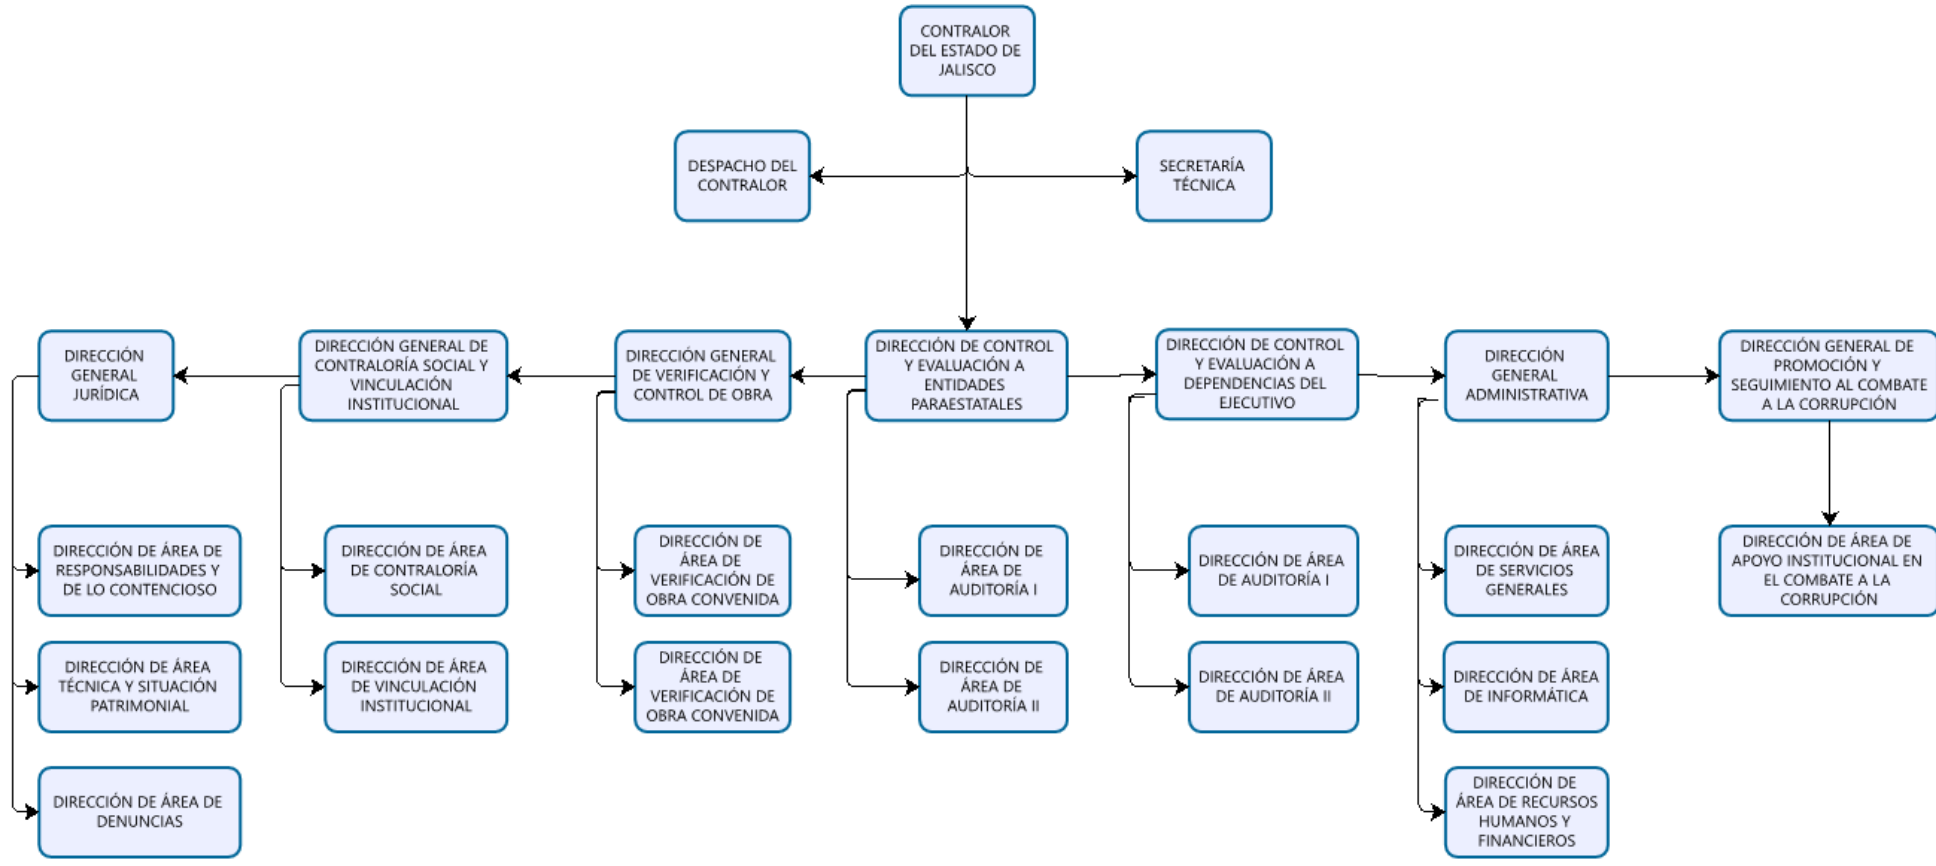 CONTRALOR
DEL ESTADO DE
JALISCO
DESPACHO DEL
CONTRALOR
SECRETARÍA
TÉCNICA
DIRECCIÓN
GENERAL
JURÍDICA
DIRECCIÓN GENERAL DE
CONTRALORÍA SOCIAL Y
VINCULACIÓN
INSTITUCIONAL
DIRECCIÓN GENERAL
DE VERIFICACIÓN Y
CONTROL DE OBRA
DIRECCIÓN DE CONTROL
Y EVALUACIÓN A
ENTIDADES
PARAESTATALES
DIRECCIÓN DE CONTROL
Y EVALUACIÓN A
DEPENDENCIAS DEL
EJECUTIVO
DIRECCIÓN
GENERAL
ADMINISTRATIVA
DIRECCIÓN GENERAL DE
PROMOCIÓN Y
SEGUIMIENTO AL COMBATE
A LA CORRUPCIÓN
DIRECCIÓN DE ÁREA DE
RESPONSABILIDADES Y
DE LO CONTENCIOSO
DIRECCIÓN DE ÁREA
DE CONTRALORÍA
SOCIAL
DIRECCIÓN DE
ÁREA DE
VERIFICACIÓN DE
OBRA CONVENIDA
DIRECCIÓN DE
ÁREA DE
AUDITORÍA I
DIRECCIÓN DE ÁREA
DE AUDITORÍA I
DIRECCIÓN DE ÁREA
DE SERVICIOS
GENERALES
DIRECCIÓN DE ÁREA DE
APOYO INSTITUCIONAL EN
EL COMBATE A LA
CORRUPCIÓN
DIRECCIÓN DE ÁREA
TÉCNICA Y SITUACIÓN
PATRIMONIAL
DIRECCIÓN DE ÁREA
DE VINCULACIÓN
INSTITUCIONAL
DIRECCIÓN DE
ÁREA DE
VERIFICACIÓN DE
OBRA CONVENIDA
DIRECCIÓN DE
ÁREA DE
AUDITORÍA II
DIRECCIÓN DE ÁREA
DE AUDITORÍA II
DIRECCIÓN DE ÁREA
DE INFORMÁTICA
DIRECCIÓN DE ÁREA DE
DENUNCIAS
DIRECCIÓN DE
ÁREA DE RECURSOS
HUMANOS Y
FINANCIEROS